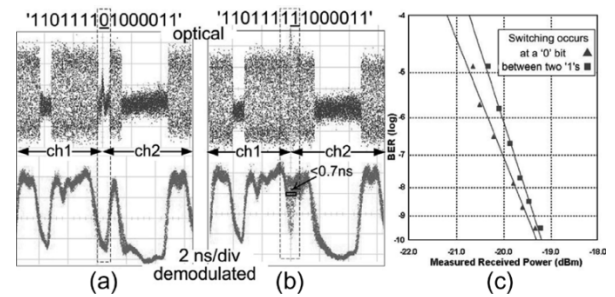 '1101111101000011'
'1101111111000011'
optical
ch1
ch2
ch1
ch2
<0.7ns
2 ns/div
demodulated
(a)
(b)
Switching occurs
at a '0' bit
between two '1's
BER (log)
-4
-5
-6
-7
-8
-9
-10
-22.0
-21.0
-20.0
-19.0
-18.0
Measured Received Power (dBm)
(c)